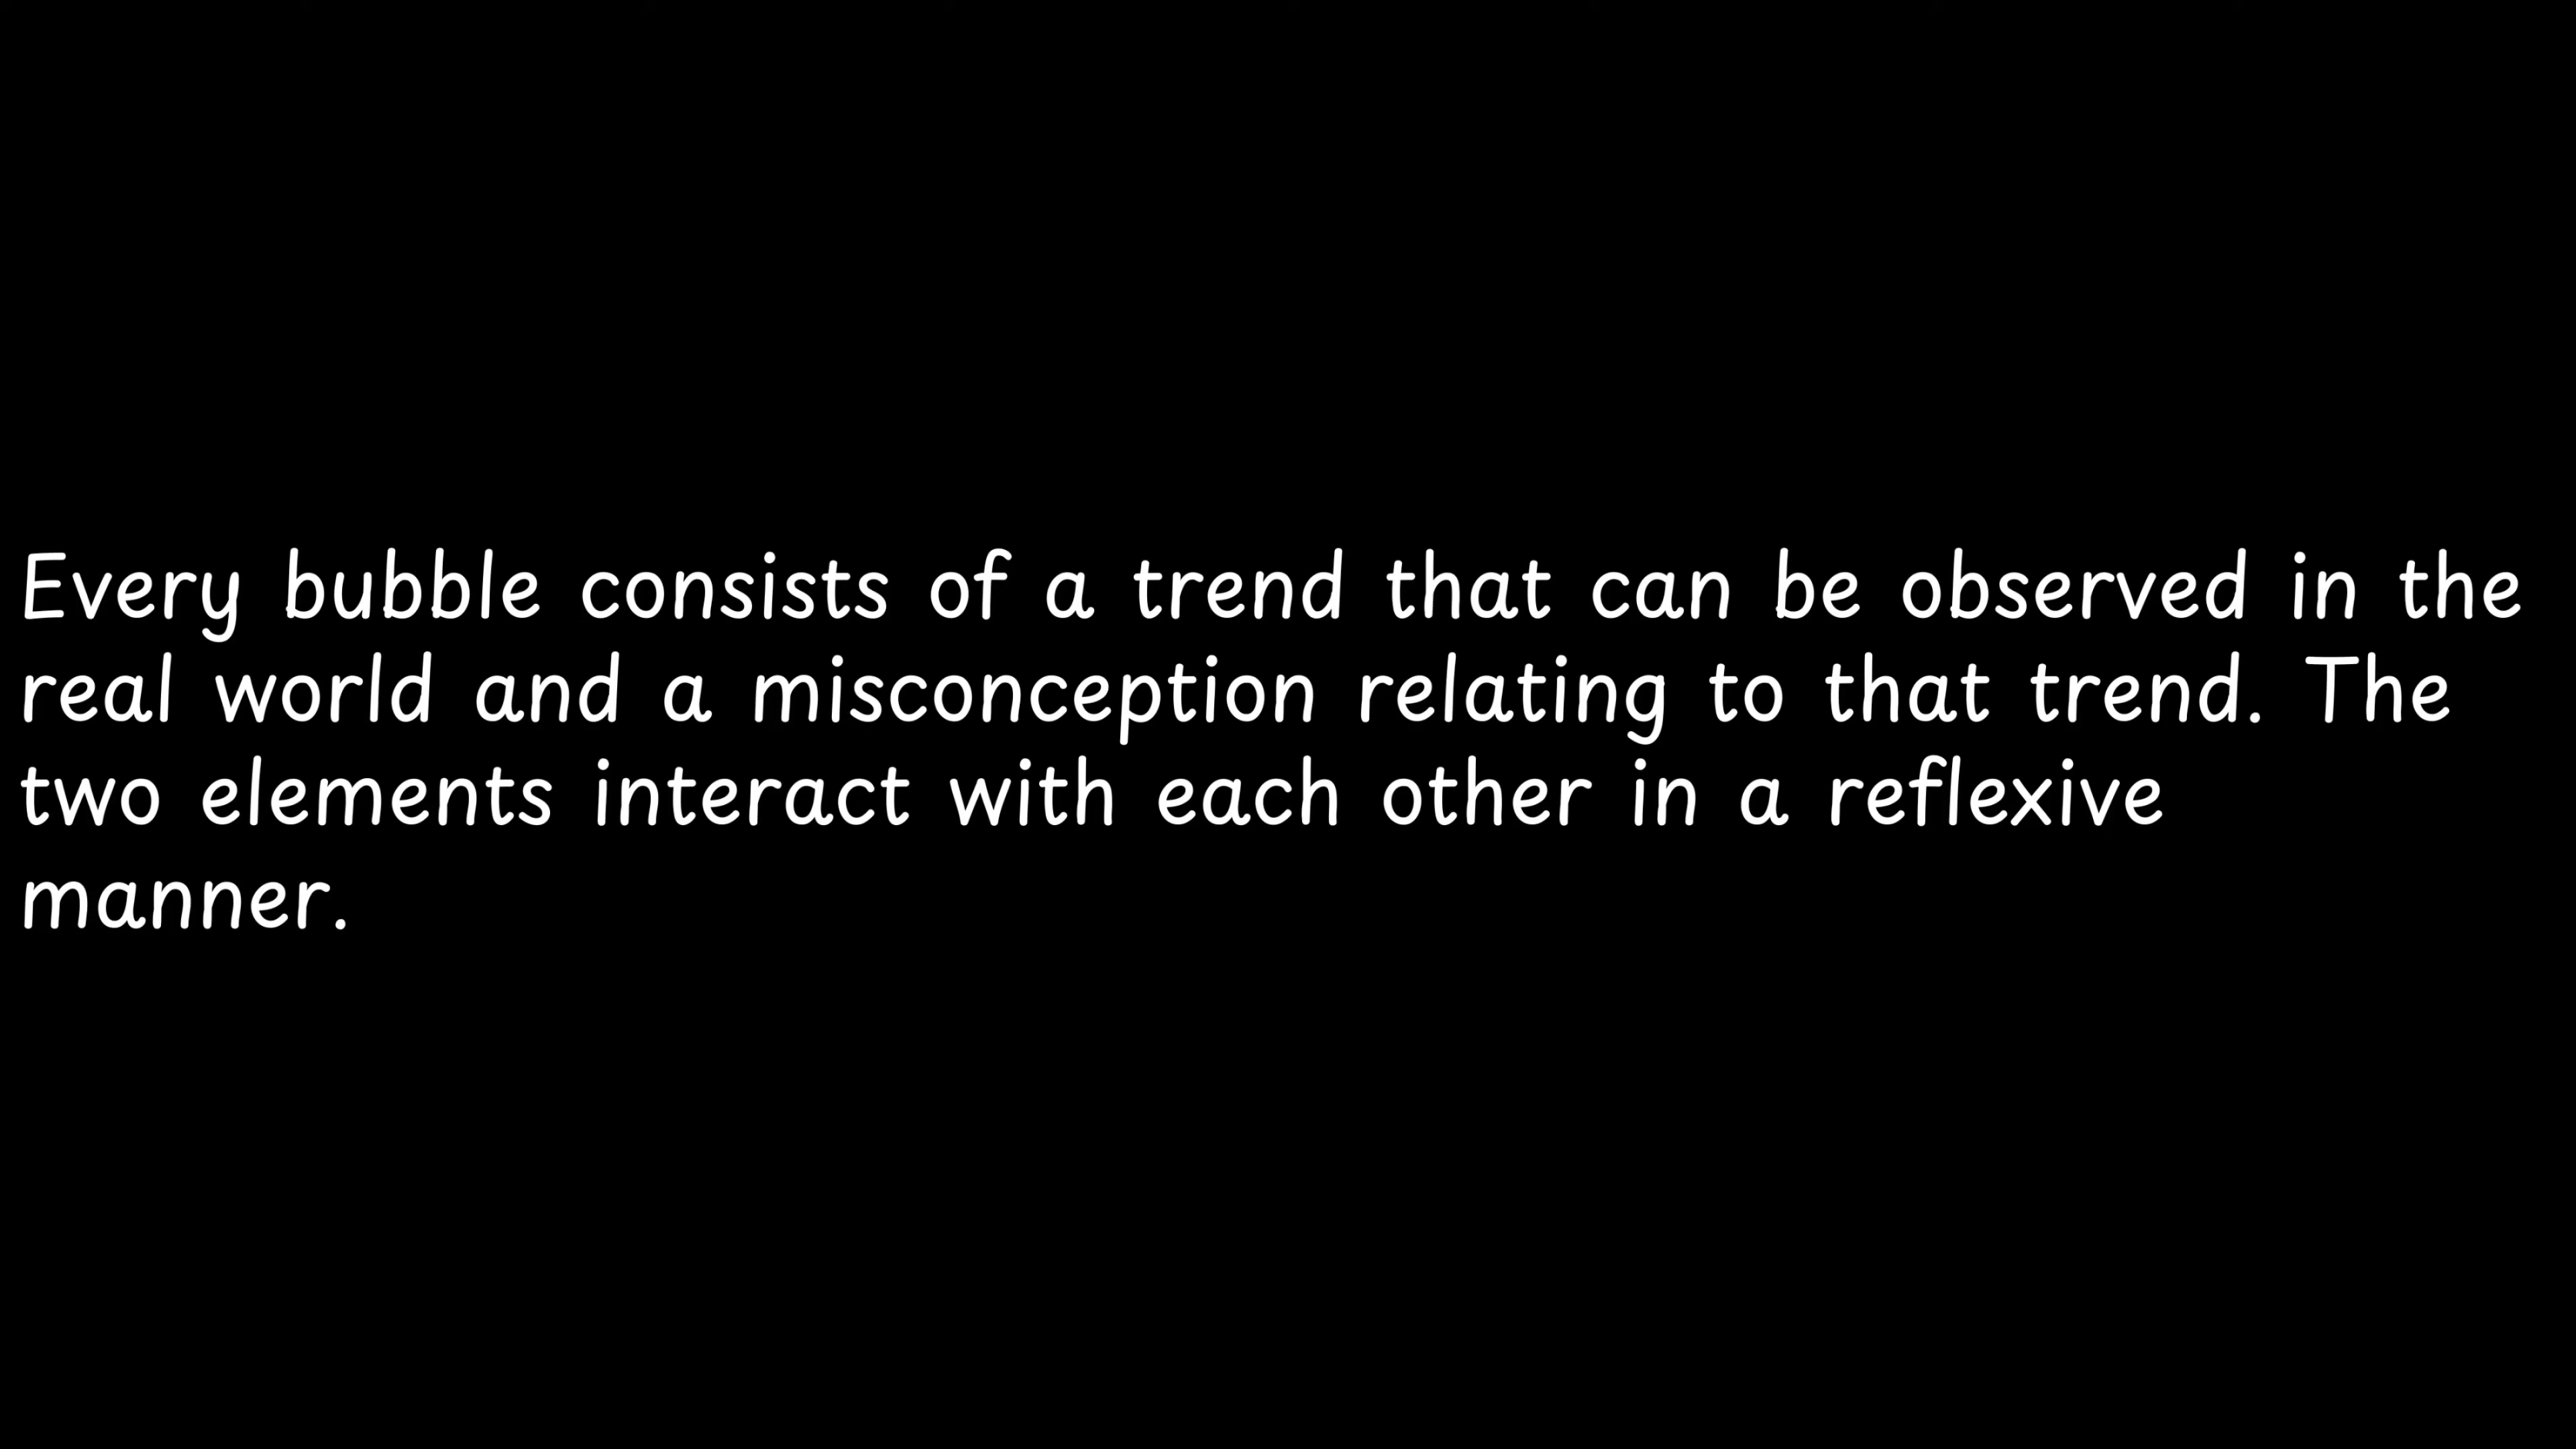 Every bubble consists of a trend that can be observed in the
real world and a misconception relating to that trend. The
two elements interact with each other in a reflexive
manner.